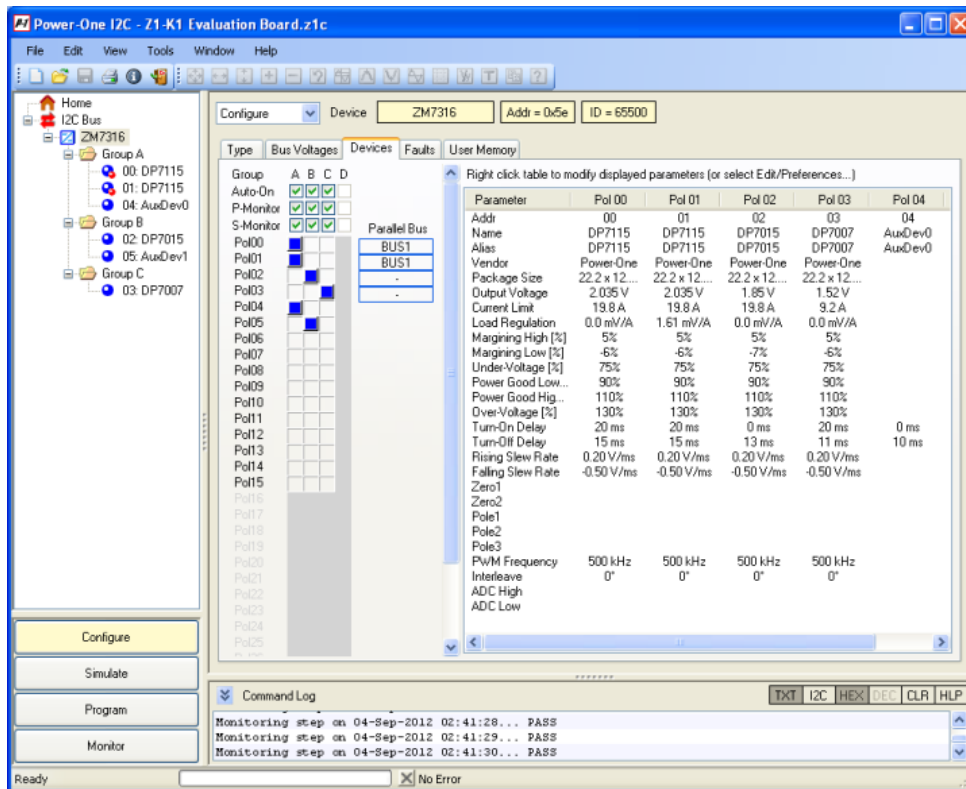 Power-One I2C - Z1-K1 Evaluation Board.z1c
File Edit View Tools Window Help
Home
I2C Bus
ZM7316
Group A
00: DP7115
01: DP7115
04: AuxDev0
Group B
02: DP7015
05: AuxDev1
Group C
03: DP7007
Configure
Simulate
Program
Monitor
Configure Device ZM7316 Addr = 0x5e ID = 65500
Type Bus Voltages Devices Faults User Memory
Group A B C D
Auto-On
P-Monitor
S-Monitor Parallel Bus
Pol00 BUS1
Pol01 BUS1
Pol02 -
Pol03 -
Pol04
Pol05
Pol06
Pol07
Pol08
Pol09
Pol10
Pol11
Pol12
Pol13
Pol14
Pol15
Pol16
Pol17
Pol18
Pol19
Pol20
Pol21
Pol22
Pol23
Pol24
Pol25
Right click table to modify displayed parameters (or select Edit/Preferences...)
Parameter Pol 00 Pol 01 Pol 02 Pol 03 Pol 04
Addr 00 01 02 03 04
Name DP7115 DP7115 DP7015 DP7007 AuxDev0
Alias DP7115 DP7115 DP7015 DP7007 AuxDev0
Vendor Power-One Power-One Power-One Power-One
Package Size 22.2 x 12.... 22.2 x 12.... 22.2 x 12.... 22.2 x 12....
Output Voltage 2.035 V 2.035 V 1.85 V 1.52 V
Current Limit 19.8 A 19.8 A 19.8 A 9.2 A
Load Regulation 0.0 mV/A 1.61 mV/A 0.0 mV/A 0.0 mV/A
Margining High [%] 5% 5% 5% 5%
Margining Low [%] -6% -6% -7% -6%
Under-Voltage [%] 75% 75% 75% 75%
Power Good Low... 90% 90% 90% 90%
Power Good Hig... 110% 110% 110% 110%
Over-Voltage [%] 130% 130% 130% 130%
Turn-On Delay 20 ms 20 ms 0 ms 20 ms 0 ms
Turn-Off Delay 15 ms 15 ms 13 ms 11 ms 10 ms
Rising Slew Rate 0.20 V/ms 0.20 V/ms 0.20 V/ms 0.20 V/ms
Falling Slew Rate -0.50 V/ms -0.50 V/ms -0.50 V/ms -0.50 V/ms
Zero1
Zero2
Pole1
Pole2
Pole3
PWM Frequency 500 kHz 500 kHz 500 kHz 500 kHz
Interleave 0° 0° 0° 0°
ADC High
ADC Low
Command Log TXT I2C HEX DEC CLR HLP
Monitoring step on 04-Sep-2012 02:41:28... PASS
Monitoring step on 04-Sep-2012 02:41:29... PASS
Monitoring step on 04-Sep-2012 02:41:30... PASS
Ready No Error